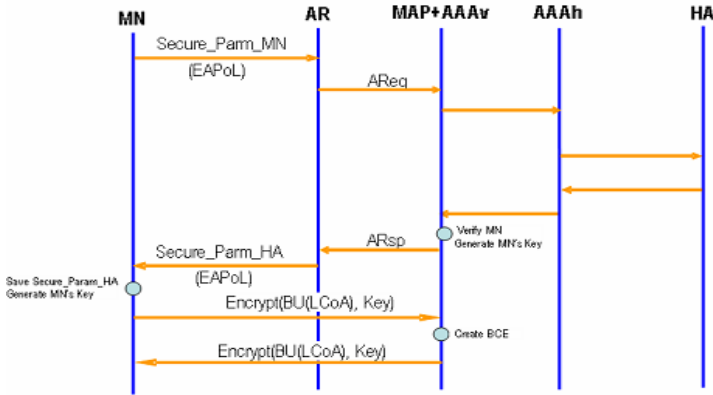 MN
AR
MAP+AAAv
AAAh
HA
Secure_Parm_MN
(EAPoL)
AReq
Verify MN
Generate MN's Key
ARsp
Secure_Parm_HA
(EAPoL)
Save Secure_Param_HA
Generate MN's Key
Encrypt(BU(LCoA), Key)
Create BCE
Encrypt(BU(LCoA), Key)